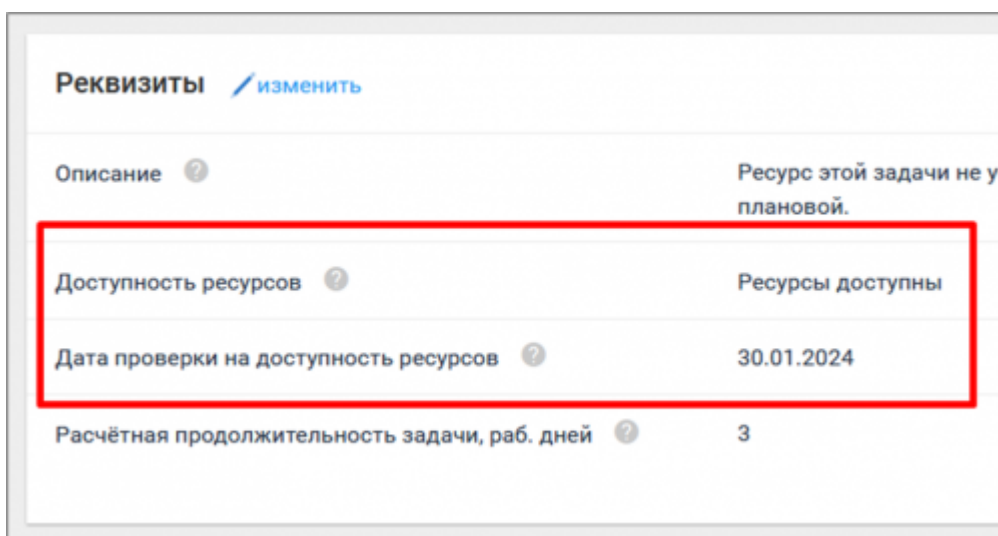 Реквизиты изменить
Описание
Ресурс этой задачи не у
плановой.
Доступность ресурсов Ресурсы доступны
Дата проверки на доступность ресурсов 30.01.2024
Расчётная продолжительность задачи, раб. дней 3